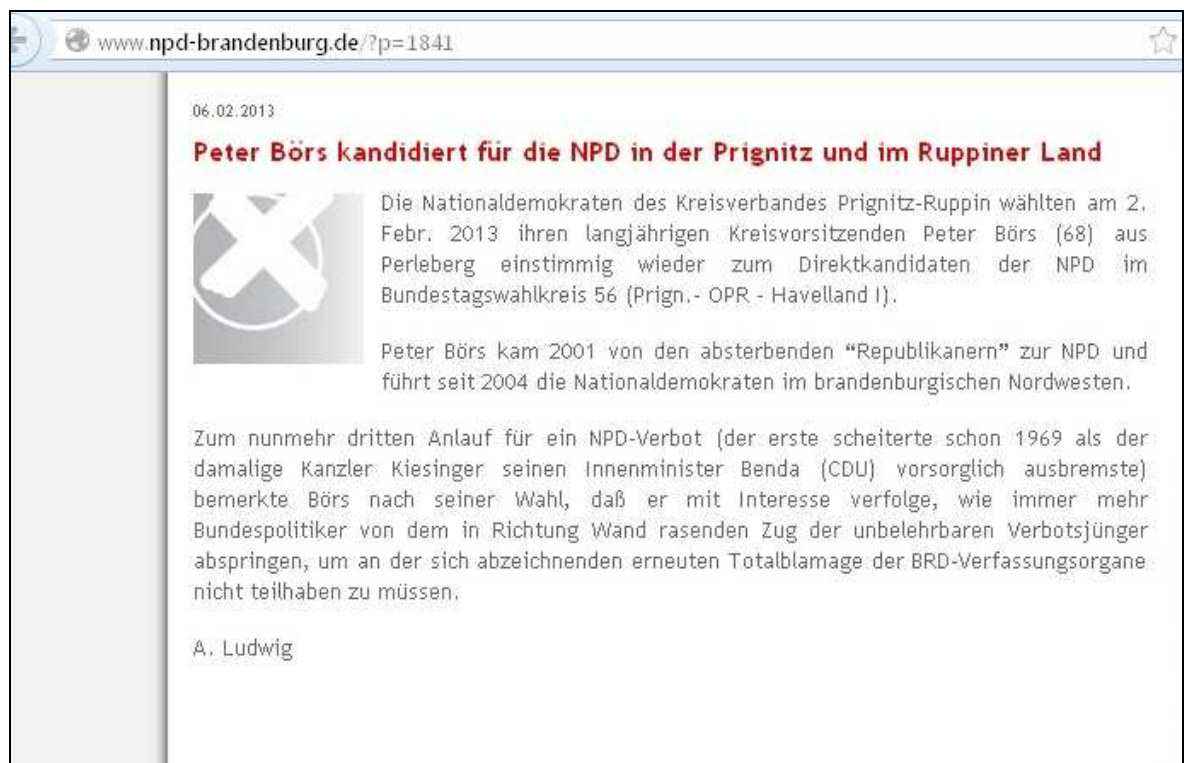 www.npd-brandenburg.de/?p=1841
06.02.2013
Peter Börs kandidiert für die NPD in der Prignitz und im Ruppiner Land
Die Nationaldemokraten des Kreisverbandes Prignitz-Ruppin wählten am 2.
Febr. 2013 ihren langjährigen Kreisvorsitzenden Peter Börs (68) aus
Perleberg einstimmig wieder zum Direktkandidaten der NPD im
Bundestagswahlkreis 56 (Prign.- OPR - Havelland I).
Peter Börs kam 2001 von den absterbenden “Republikanern” zur NPD und
führt seit 2004 die Nationaldemokraten im brandenburgischen Nordwesten.
Zum nunmehr dritten Anlauf für ein NPD-Verbot (der erste scheiterte schon 1969 als der
damalige Kanzler Kiesinger seinen Innenminister Benda (CDU) vorsorglich ausbremste)
bemerkte Börs nach seiner Wahl, daß er mit Interesse verfolge, wie immer mehr
Bundespolitiker von dem in Richtung Wand rasenden Zug der unbelehrbaren Verbotsjünger
abspringen, um an der sich abzeichnenden erneuten Totalblamage der BRD-Verfassungsorgane
nicht teilhaben zu müssen.
A. Ludwig